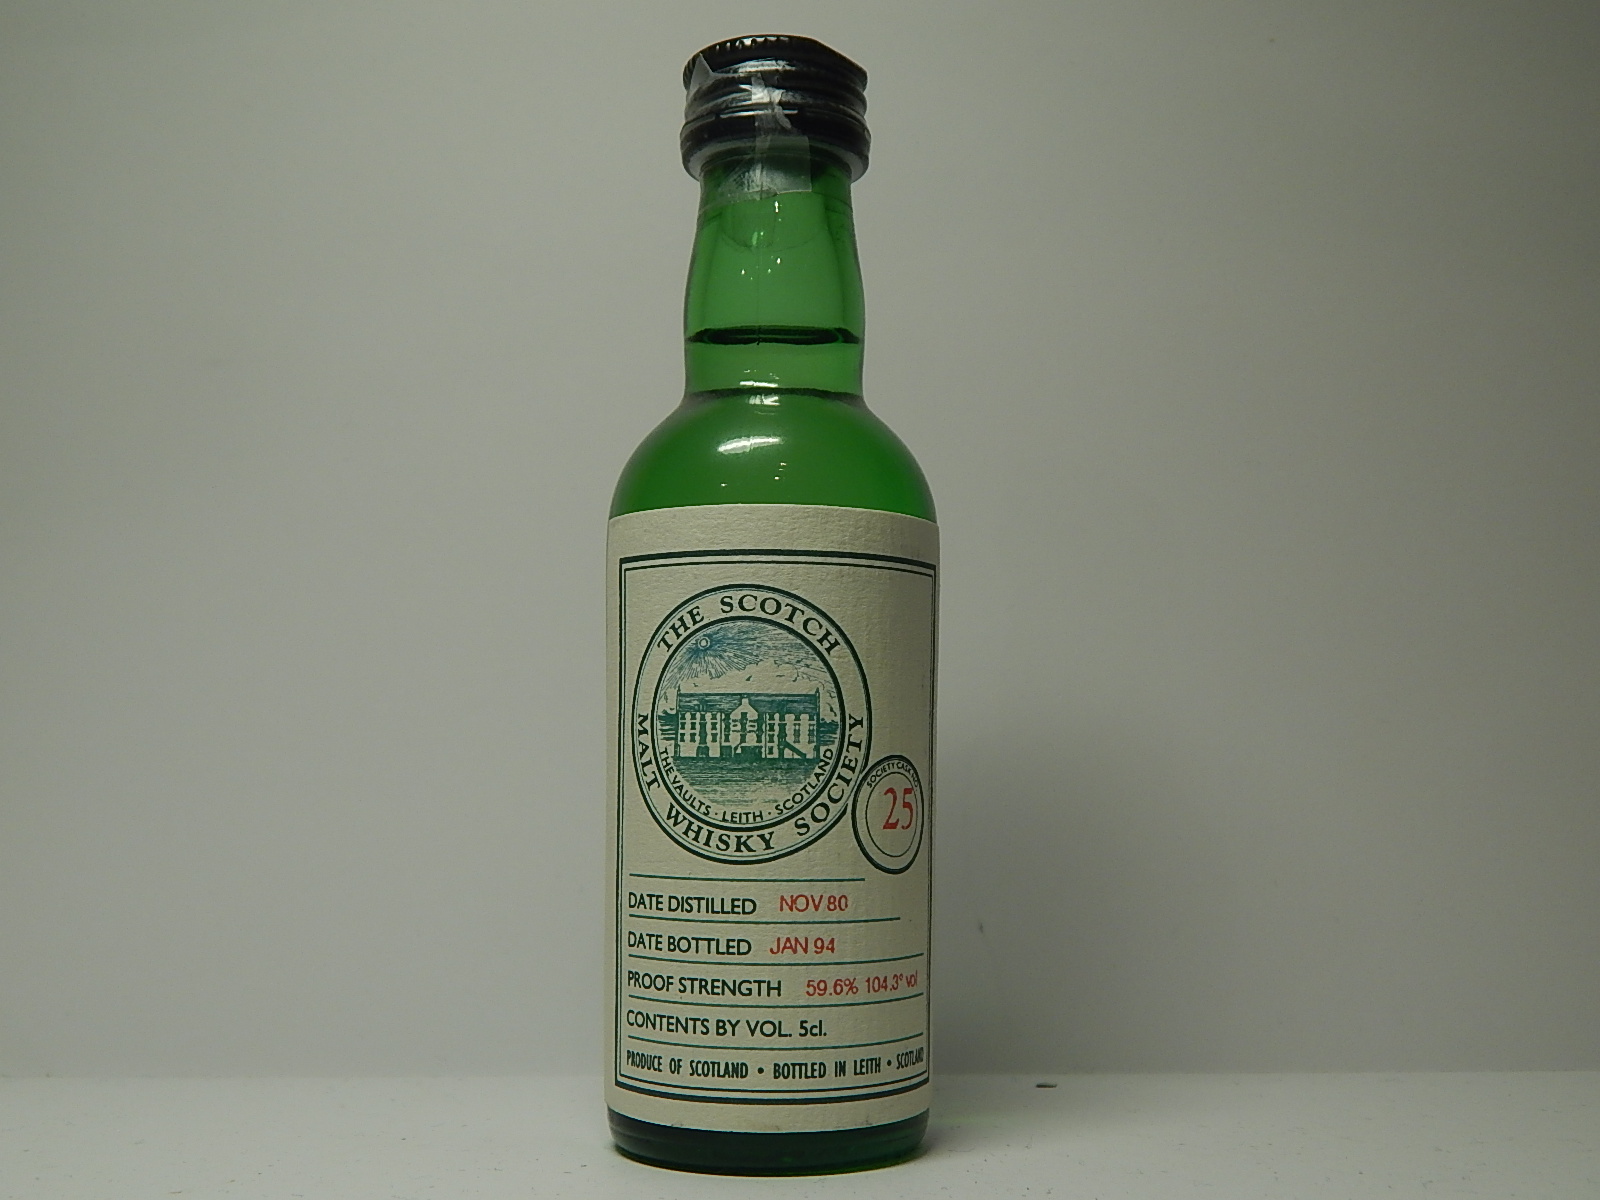 THE SCOTCH
MALT WHISKY SOCIETY
THE VAULTS · LEITH · SCOTLAND
SOCIETY CASK NO.
25
DATE DISTILLED NOV 80
DATE BOTTLED JAN 94
PROOF STRENGTH 59.6% 104.3° vol
CONTENTS BY VOL. 5cl.
PRODUCE OF SCOTLAND • BOTTLED IN LEITH • SCOTLAND